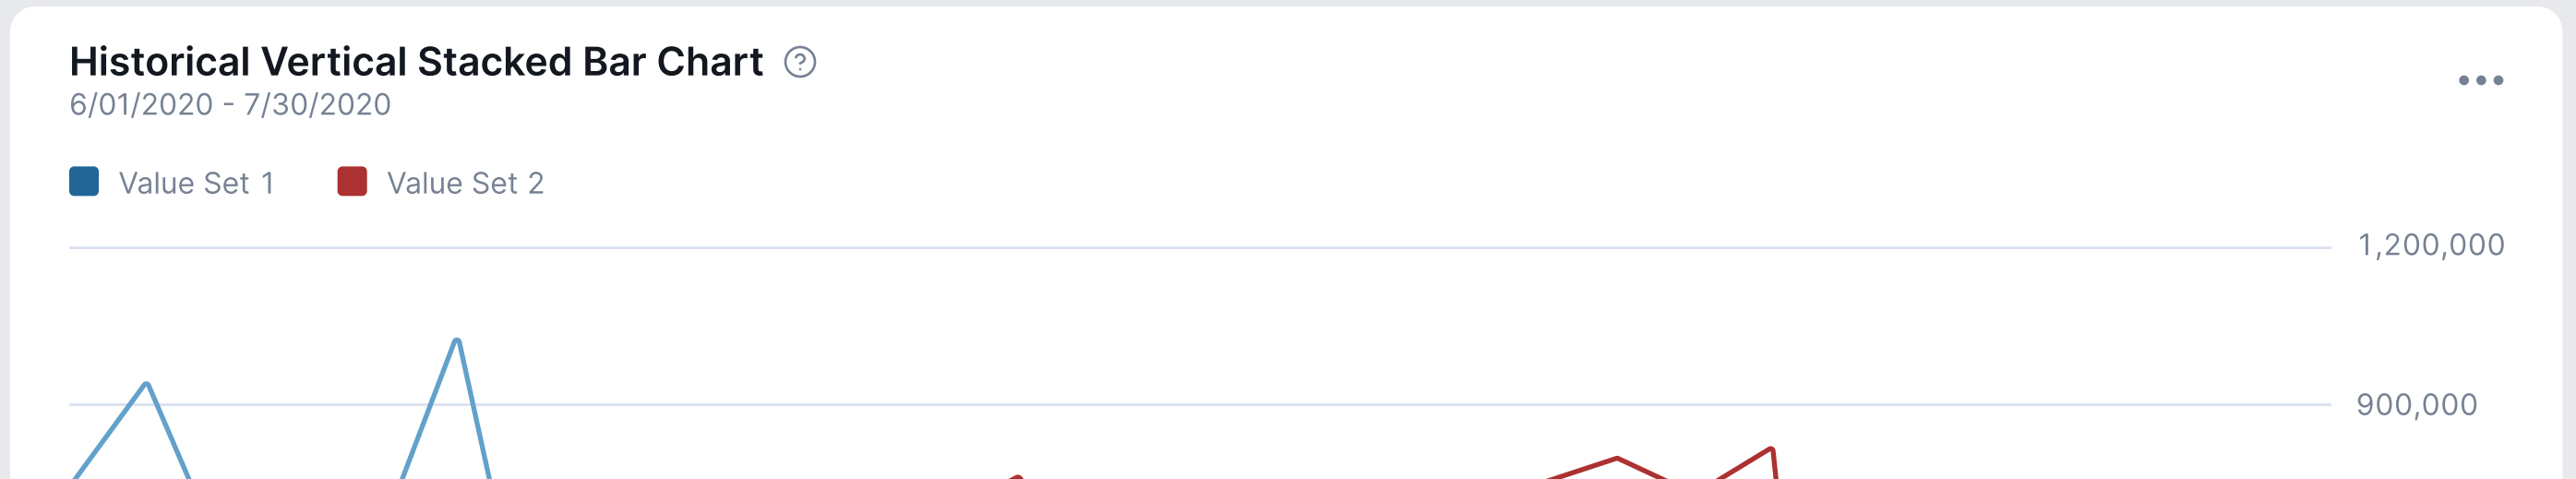 Historical Vertical Stacked Bar Chart
6/01/2020 - 7/30/2020
Value Set 1 Value Set 2
1,200,000
900,000